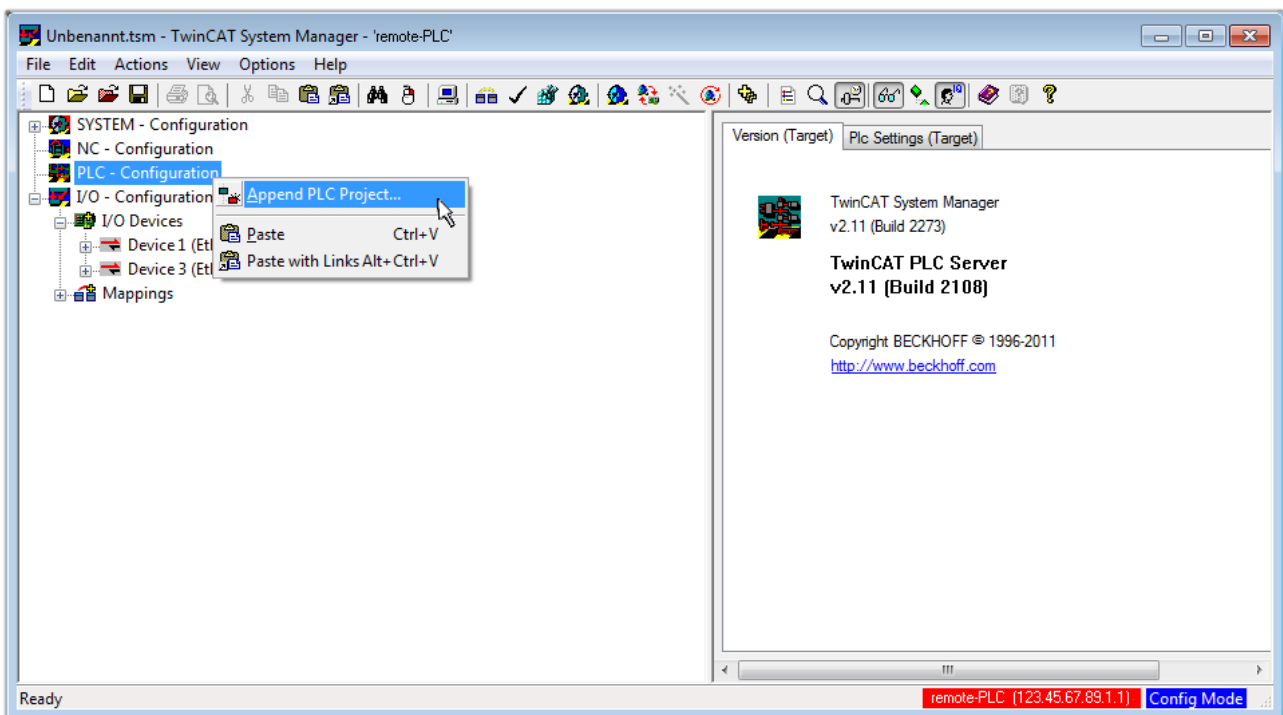 Unbenannt.tsm - TwinCAT System Manager - 'remote-PLC'
File Edit Actions View Options Help
SYSTEM - Configuration
NC - Configuration
PLC - Configuration
I/O - Configuration
I/O Devices
Device 1 (Et
Device 3 (Et
Mappings
Append PLC Project...
Paste Ctrl+V
Paste with Links Alt+Ctrl+V
Version (Target) Plc Settings (Target)
TwinCAT System Manager
v2.11 (Build 2273)
TwinCAT PLC Server
v2.11 (Build 2108)
Copyright BECKHOFF © 1996-2011
http://www.beckhoff.com
Ready
remote-PLC (123.45.67.89.1.1) Config Mode